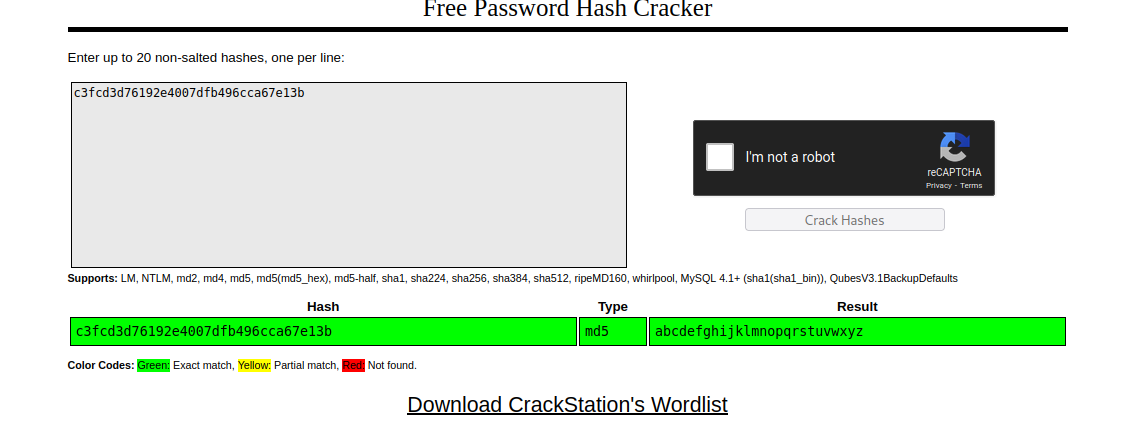 Free Password Hash Cracker
Enter up to 20 non-salted hashes, one per line:
c3fcd3d76192e4007dfb496cca67e13b
I'm not a robot
reCAPTCHA
Privacy - Terms
Crack Hashes
Supports: LM, NTLM, md2, md4, md5, md5(md5_hex), md5-half, sha1, sha224, sha256, sha384, sha512, ripeMD160, whirlpool, MySQL 4.1+ (sha1(sha1_bin)), QubesV3.1BackupDefaults
Hash Type Result
c3fcd3d76192e4007dfb496cca67e13b md5 abcdefghijklmnopqrstuvwxyz
Color Codes: Green: Exact match, Yellow: Partial match, Red: Not found.
Download CrackStation's Wordlist